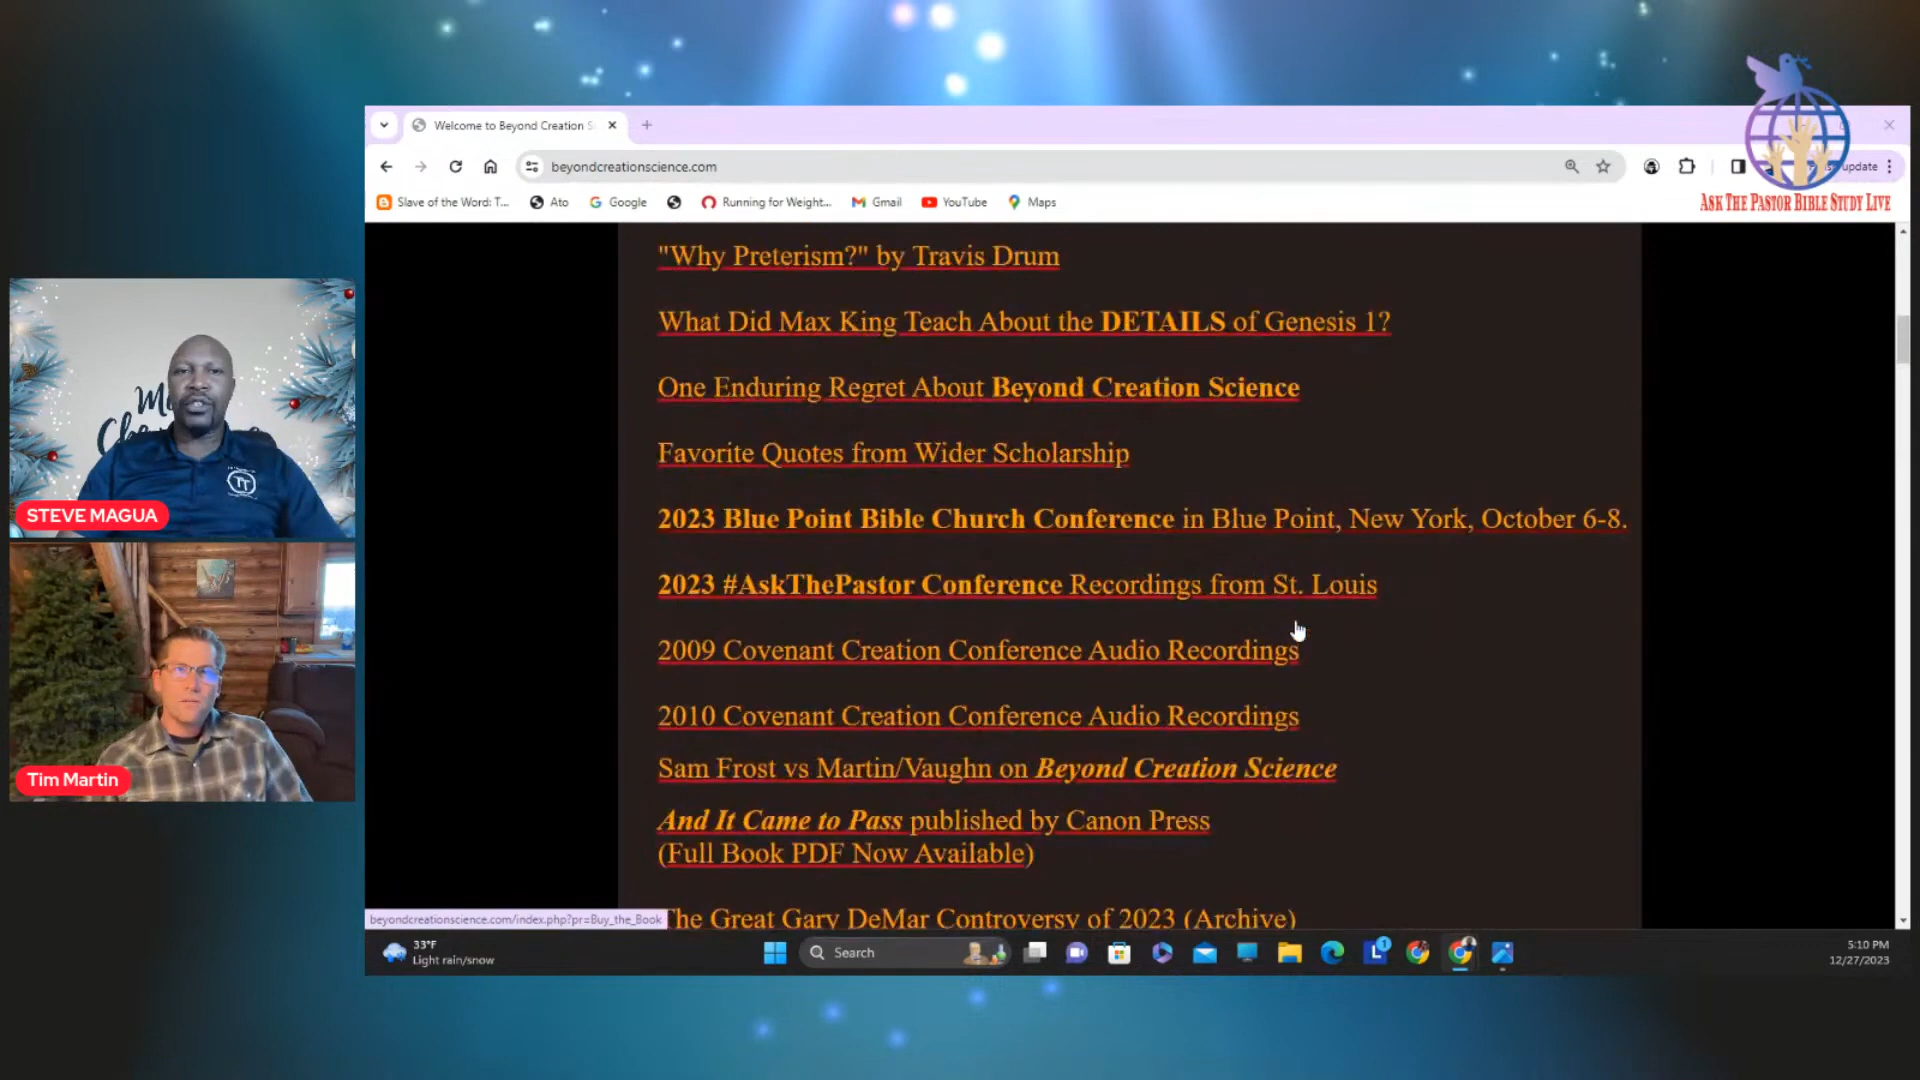 Welcome to Beyond Creation S
beyondcreationscience.com
update
Slave of the Word: T...
Ato
Google
Running for Weight...
Gmail
YouTube
Maps
ASK THE PASTOR BIBLE STUDY LIVE
"Why Preterism?" by Travis Drum
What Did Max King Teach About the DETAILS of Genesis 1?
One Enduring Regret About Beyond Creation Science
Favorite Quotes from Wider Scholarship
2023 Blue Point Bible Church Conference in Blue Point, New York, October 6-8.
2023 #AskThePastor Conference Recordings from St. Louis
2009 Covenant Creation Conference Audio Recordings
2010 Covenant Creation Conference Audio Recordings
Sam Frost vs Martin/Vaughn on Beyond Creation Science
And It Came to Pass published by Canon Press
(Full Book PDF Now Available)
The Great Gary DeMar Controversy of 2023 (Archive)
beyondcreationscience.com/index.php?pr=Buy_the_Book
STEVE MAGUA
TT
Tim Martin
33°F
Light rain/snow
Search
L
1
5:10 PM
12/27/2023